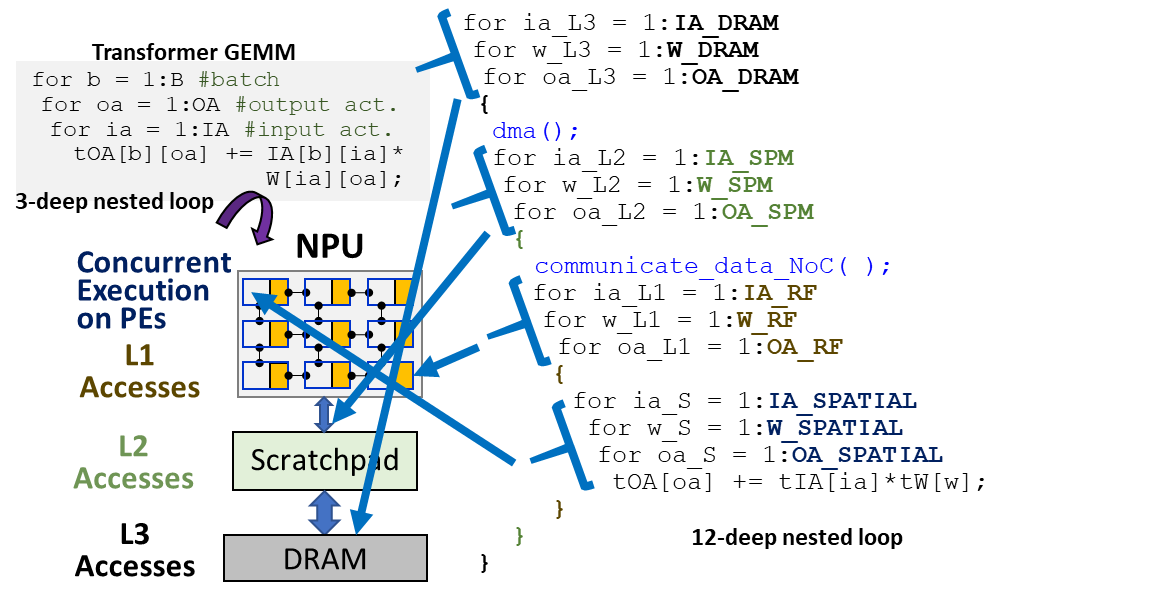 Transformer GEMM
for b = 1:B #batch
for oa = 1:OA #output act.
for ia = 1:IA #input act.
tOA[b][oa] += IA[b][ia]*
W[ia][oa];
3-deep nested loop
NPU
Concurrent
Execution
on PEs
L1
Accesses
L2
Accesses
Scratchpad
L3
Accesses
DRAM
for ia_L3 = 1:IA_DRAM
for w_L3 = 1:W_DRAM
for oa_L3 = 1:OA_DRAM
{
dma();
for ia_L2 = 1:IA_SPM
for w_L2 = 1:W_SPM
for oa_L2 = 1:OA_SPM
{
communicate_data_NoC( );
for ia_L1 = 1:IA_RF
for w_L1 = 1:W_RF
for oa_L1 = 1:OA_RF
{
for ia_S = 1:IA_SPATIAL
for w_S = 1:W_SPATIAL
for oa_S = 1:OA_SPATIAL
tOA[oa] += tIA[ia]*tW[w];
}
}
}
12-deep nested loop